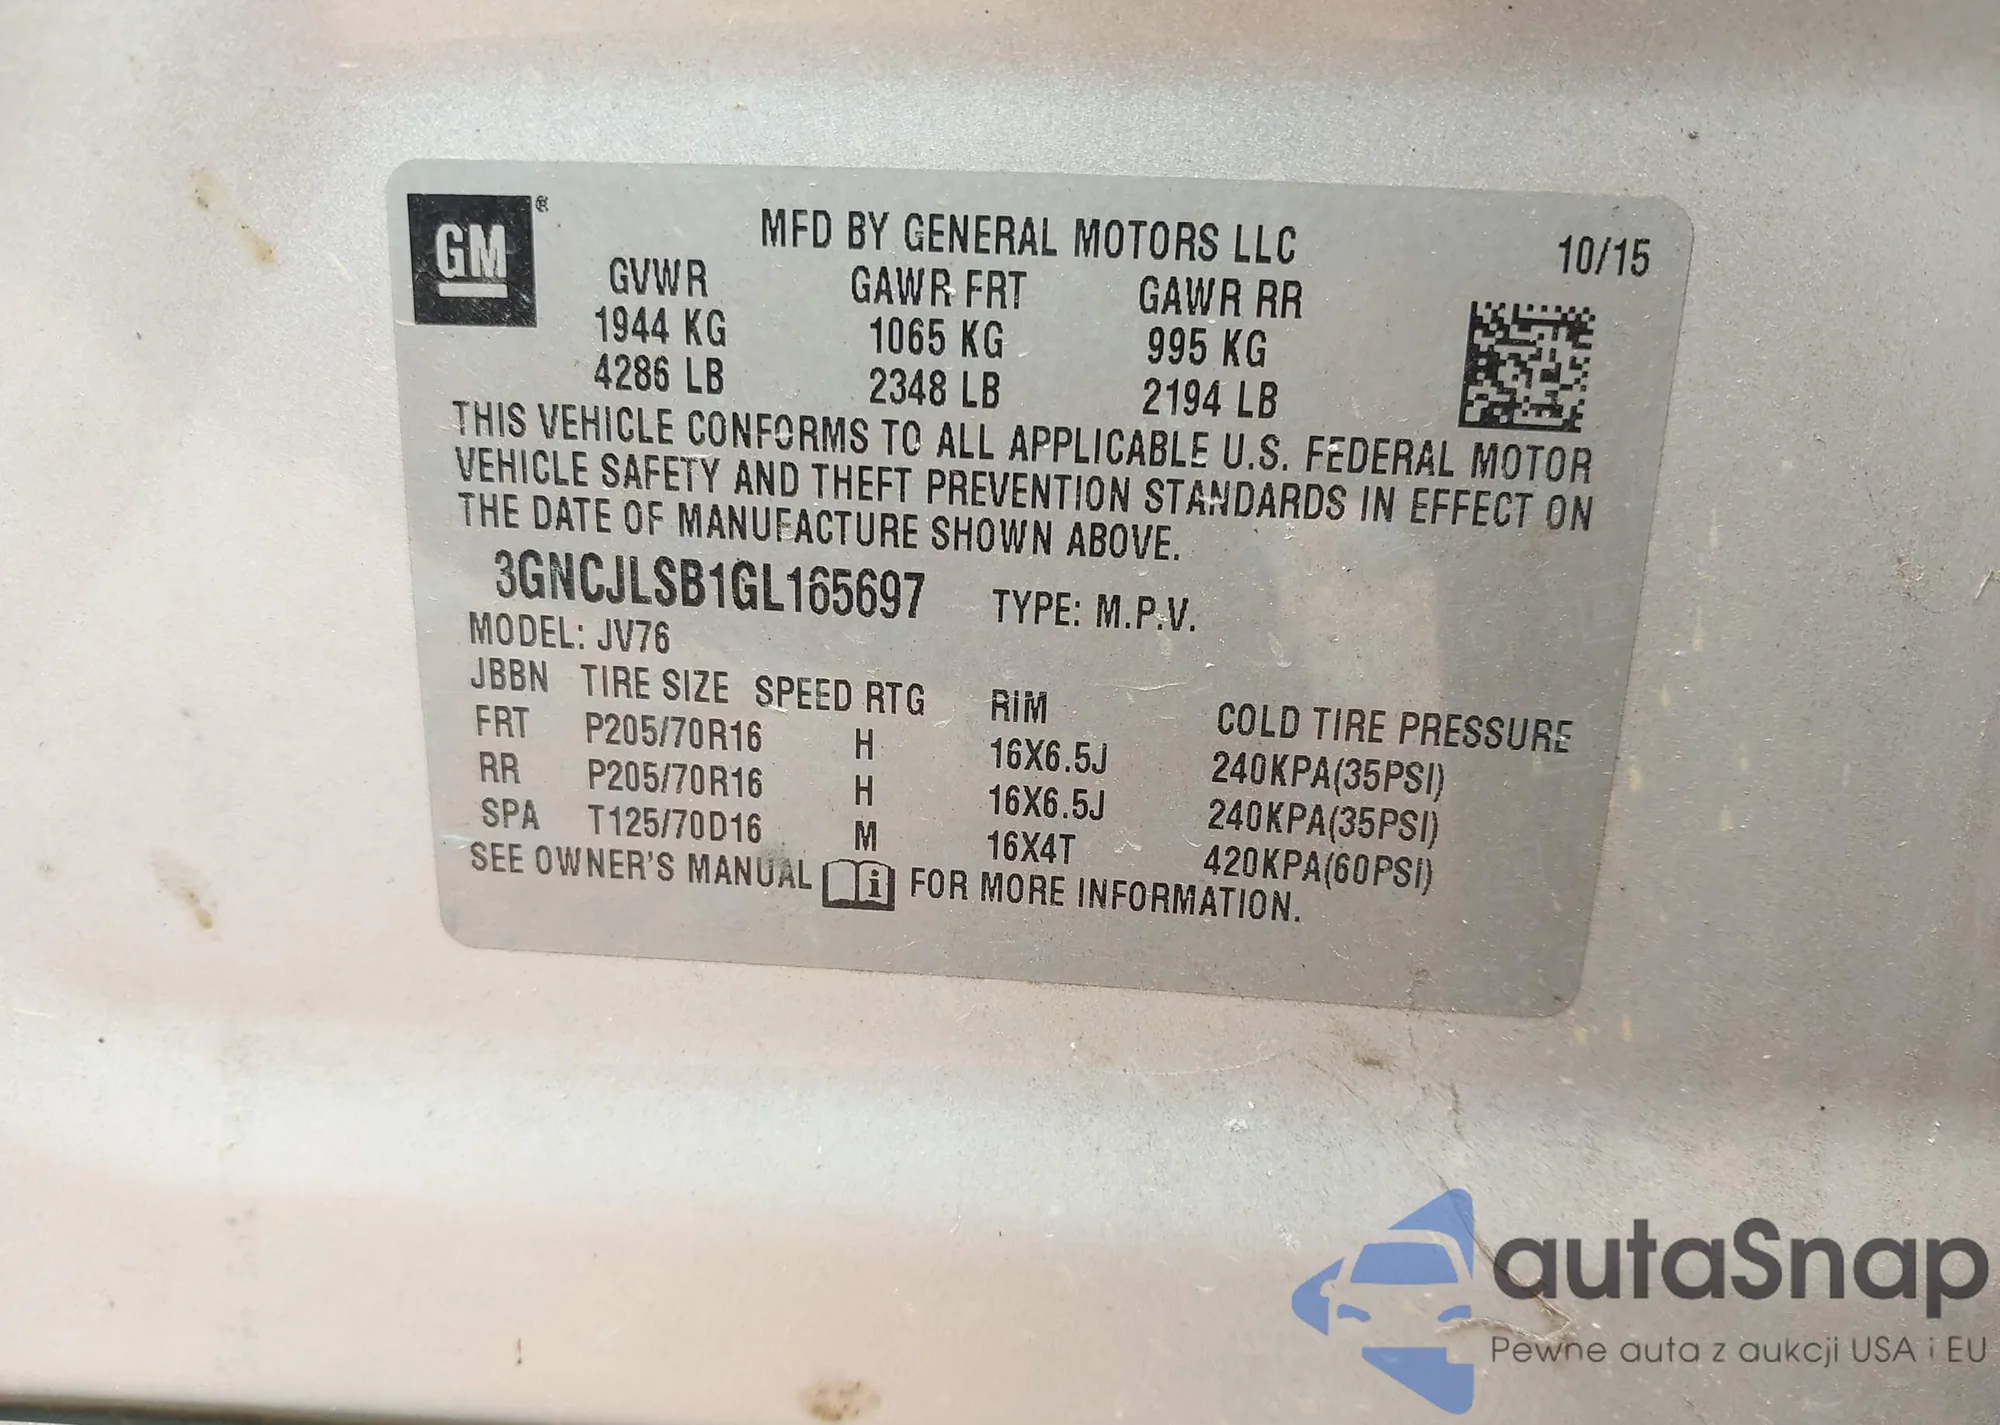 GM®
MFD BY GENERAL MOTORS LLC 10/15
GVWR GAWR FRT GAWR RR
1944 KG 1065 KG 995 KG
4286 LB 2348 LB 2194 LB
THIS VEHICLE CONFORMS TO ALL APPLICABLE U.S. FEDERAL MOTOR
VEHICLE SAFETY AND THEFT PREVENTION STANDARDS IN EFFECT ON
THE DATE OF MANUFACTURE SHOWN ABOVE.
3GNCJLSB1GL165697 TYPE: M.P.V.
MODEL: JV76
JBBN TIRE SIZE SPEED RTG RIM COLD TIRE PRESSURE
FRT P205/70R16 H 16X6.5J 240KPA(35PSI)
RR P205/70R16 H 16X6.5J 240KPA(35PSI)
SPA T125/70D16 M 16X4T 420KPA(60PSI)
SEE OWNER'S MANUAL i FOR MORE INFORMATION.
autaSnap
Pewne auta z aukcji USA i EU